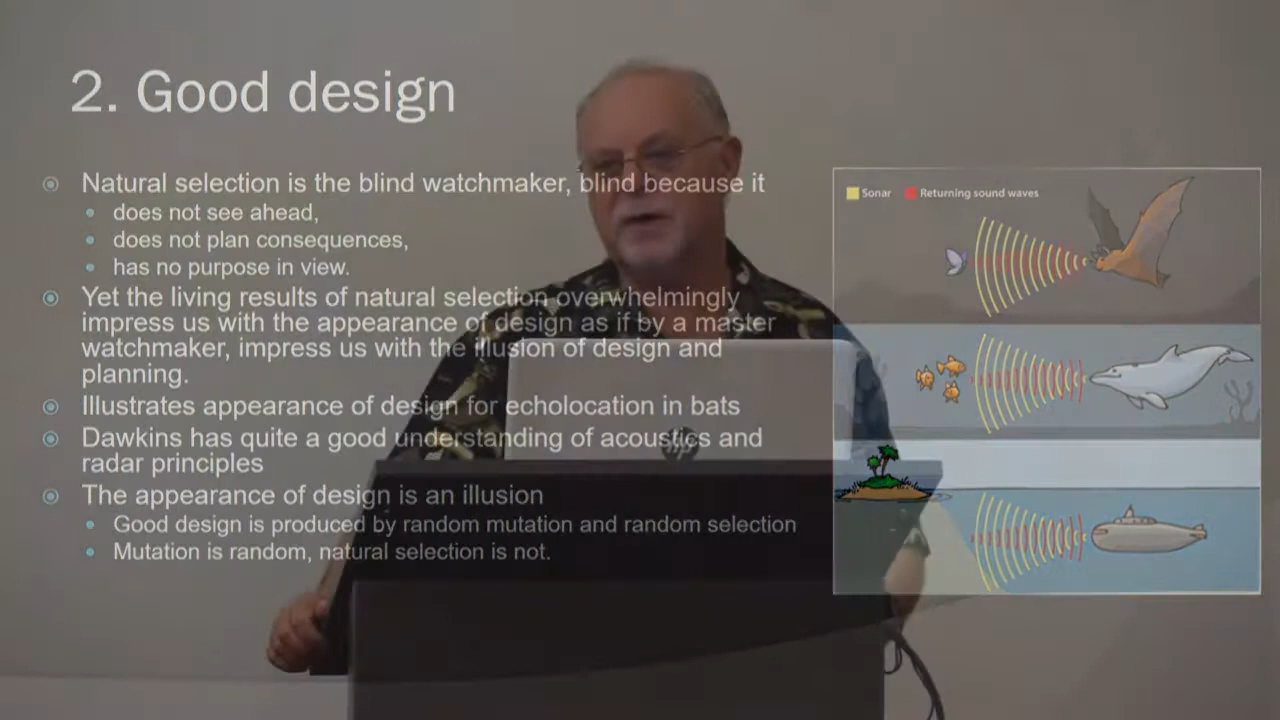 2. Good design
Natural selection is the blind watchmaker, blind because it
does not see ahead,
does not plan consequences,
has no purpose in view.
Yet the living results of natural selection overwhelmingly
impress us with the appearance of design as if by a master
watchmaker, impress us with the illusion of design and
planning.
Illustrates appearance of design for echolocation in bats
Dawkins has quite a good understanding of acoustics and
radar principles
The appearance of design is an illusion
Good design is produced by random mutation and random selection
Mutation is random, natural selection is not.
Sonar
Returning sound waves
hp